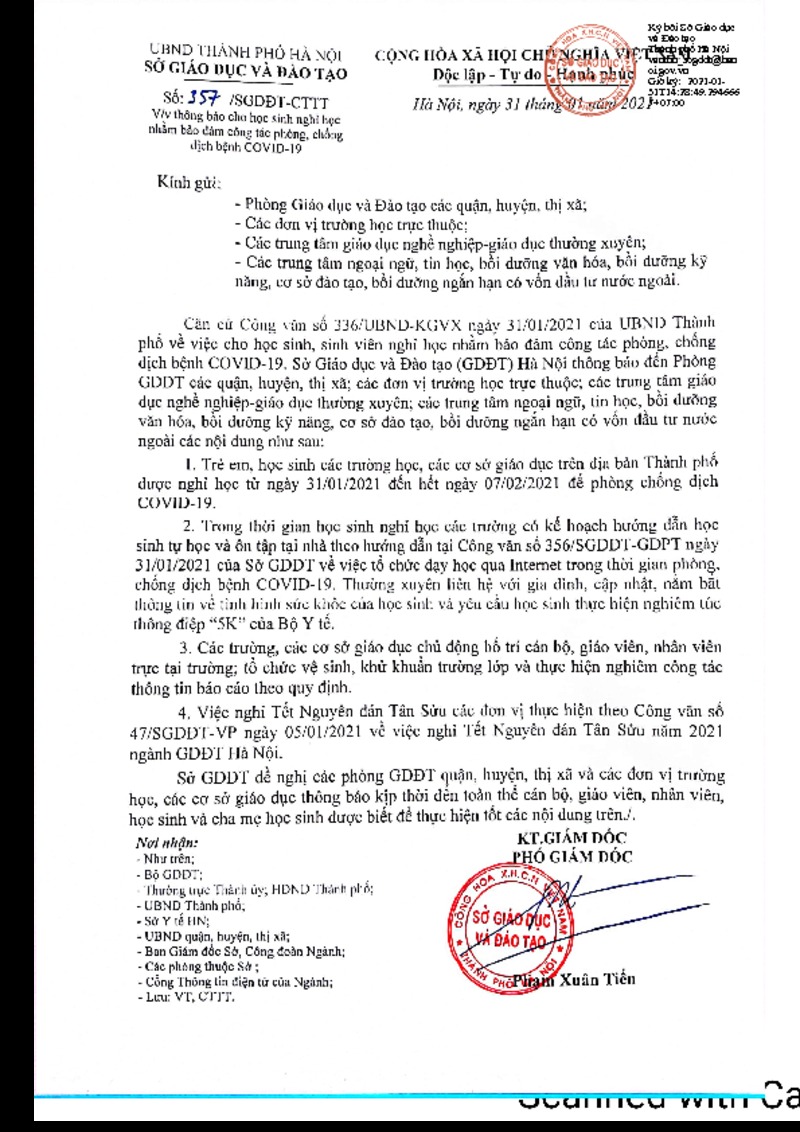 UBND THÀNH PHỐ HÀ NỘI
SỞ GIÁO DỤC VÀ ĐÀO TẠO
Số: 357 /SGDĐT-CTTT
V/v thông báo cho học sinh nghỉ học
nhằm bảo đảm công tác phòng, chống
dịch bệnh COVID-19
CỘNG HÒA XÃ HỘI CHỦ NGHĨA VIỆT NAM
Độc lập - Tự do - Hạnh phúc
Hà Nội, ngày 31 tháng 01 năm 2021
Ký bởi Sở Giáo dục
và Đào tạo
Thành phố Hà Nội
Giờ ký:
Kính gửi:
- Phòng Giáo dục và Đào tạo các quận, huyện, thị xã;
- Các đơn vị trường học trực thuộc;
- Các trung tâm giáo dục nghề nghiệp-giáo dục thường xuyên;
- Các trung tâm ngoại ngữ, tin học, bồi dưỡng văn hóa, bồi dưỡng kỹ
năng, cơ sở đào tạo, bồi dưỡng ngắn hạn có vốn đầu tư nước ngoài.
Căn cứ Công văn số 336/UBND-KGVX ngày 31/01/2021 của UBND Thành
phố về việc cho học sinh, sinh viên nghỉ học nhằm bảo đảm công tác phòng, chống
dịch bệnh COVID-19. Sở Giáo dục và Đào tạo (GDĐT) Hà Nội thông báo đến Phòng
GDĐT các quận, huyện, thị xã; các đơn vị trường học trực thuộc; các trung tâm giáo
dục nghề nghiệp-giáo dục thường xuyên; các trung tâm ngoại ngữ, tin học, bồi dưỡng
văn hóa, bồi dưỡng kỹ năng, cơ sở đào tạo, bồi dưỡng ngắn hạn có vốn đầu tư nước
ngoài các nội dung như sau:
1. Trẻ em, học sinh các trường học, các cơ sở giáo dục trên địa bàn Thành phố
được nghỉ học từ ngày 31/01/2021 đến hết ngày 07/02/2021 để phòng chống dịch
COVID-19.
2. Trong thời gian học sinh nghỉ học các trường có kế hoạch hướng dẫn học
sinh tự học và ôn tập tại nhà theo hướng dẫn tại Công văn số 356/SGDĐT-GDPT ngày
31/01/2021 của Sở GDĐT về việc tổ chức dạy học qua Internet trong thời gian phòng,
chống dịch bệnh COVID-19. Thường xuyên liên hệ với gia đình, cập nhật, nắm bắt
thông tin về tình hình sức khỏe của học sinh và yêu cầu học sinh thực hiện nghiêm túc
thông điệp “5K” của Bộ Y tế.
3. Các trường, các cơ sở giáo dục chủ động bố trí cán bộ, giáo viên, nhân viên
trực tại trường; tổ chức vệ sinh, khử khuẩn trường lớp và thực hiện nghiêm công tác
thông tin báo cáo theo quy định.
4. Việc nghỉ Tết Nguyên đán Tân Sửu các đơn vị thực hiện theo Công văn số
47/SGDĐT-VP ngày 05/01/2021 về việc nghỉ Tết Nguyên đán Tân Sửu năm 2021
ngành GDĐT Hà Nội.
Sở GDĐT đề nghị các phòng GDĐT quận, huyện, thị xã và các đơn vị trường
học, các cơ sở giáo dục thông báo kịp thời đến toàn thể cán bộ, giáo viên, nhân viên,
học sinh và cha mẹ học sinh được biết để thực hiện tốt các nội dung trên./.
Nơi nhận:
- Như trên;
- Bộ GDĐT;
- Thường trực Thành ủy; HĐND Thành phố;
- UBND Thành phố;
- Sở Y tế HN;
- UBND quận, huyện, thị xã;
- Ban Giám đốc Sở, Công đoàn Ngành;
- Các phòng thuộc Sở ;
- Cổng Thông tin điện tử của Ngành;
- Lưu: VT, CTTT.
KT.GIÁM ĐỐC
PHÓ GIÁM ĐỐC
CỘNG HÒA X.H.C.N VIỆT NAM
SỞ GIÁO DỤC
VÀ ĐÀO TẠO
THÀNH PHỐ HÀ NỘI
Phạm Xuân Tiến
Scanned with Ca